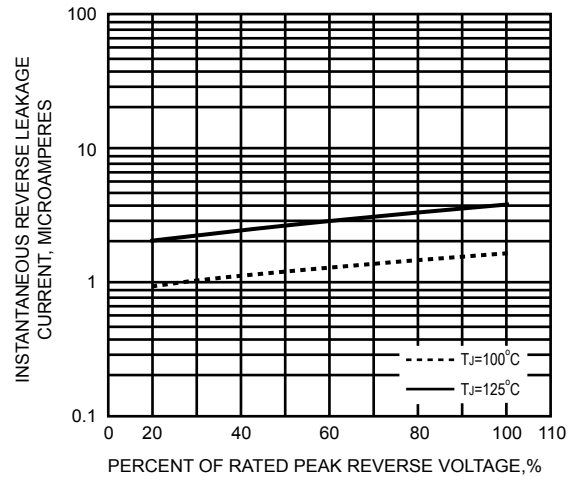 100
10
1
0.1
INSTANTANEOUS REVERSE LEAKAGE
CURRENT, MICROAMPERES
TJ=100°C
TJ=125°C
0 20 40 60 80 100 110
PERCENT OF RATED PEAK REVERSE VOLTAGE,%